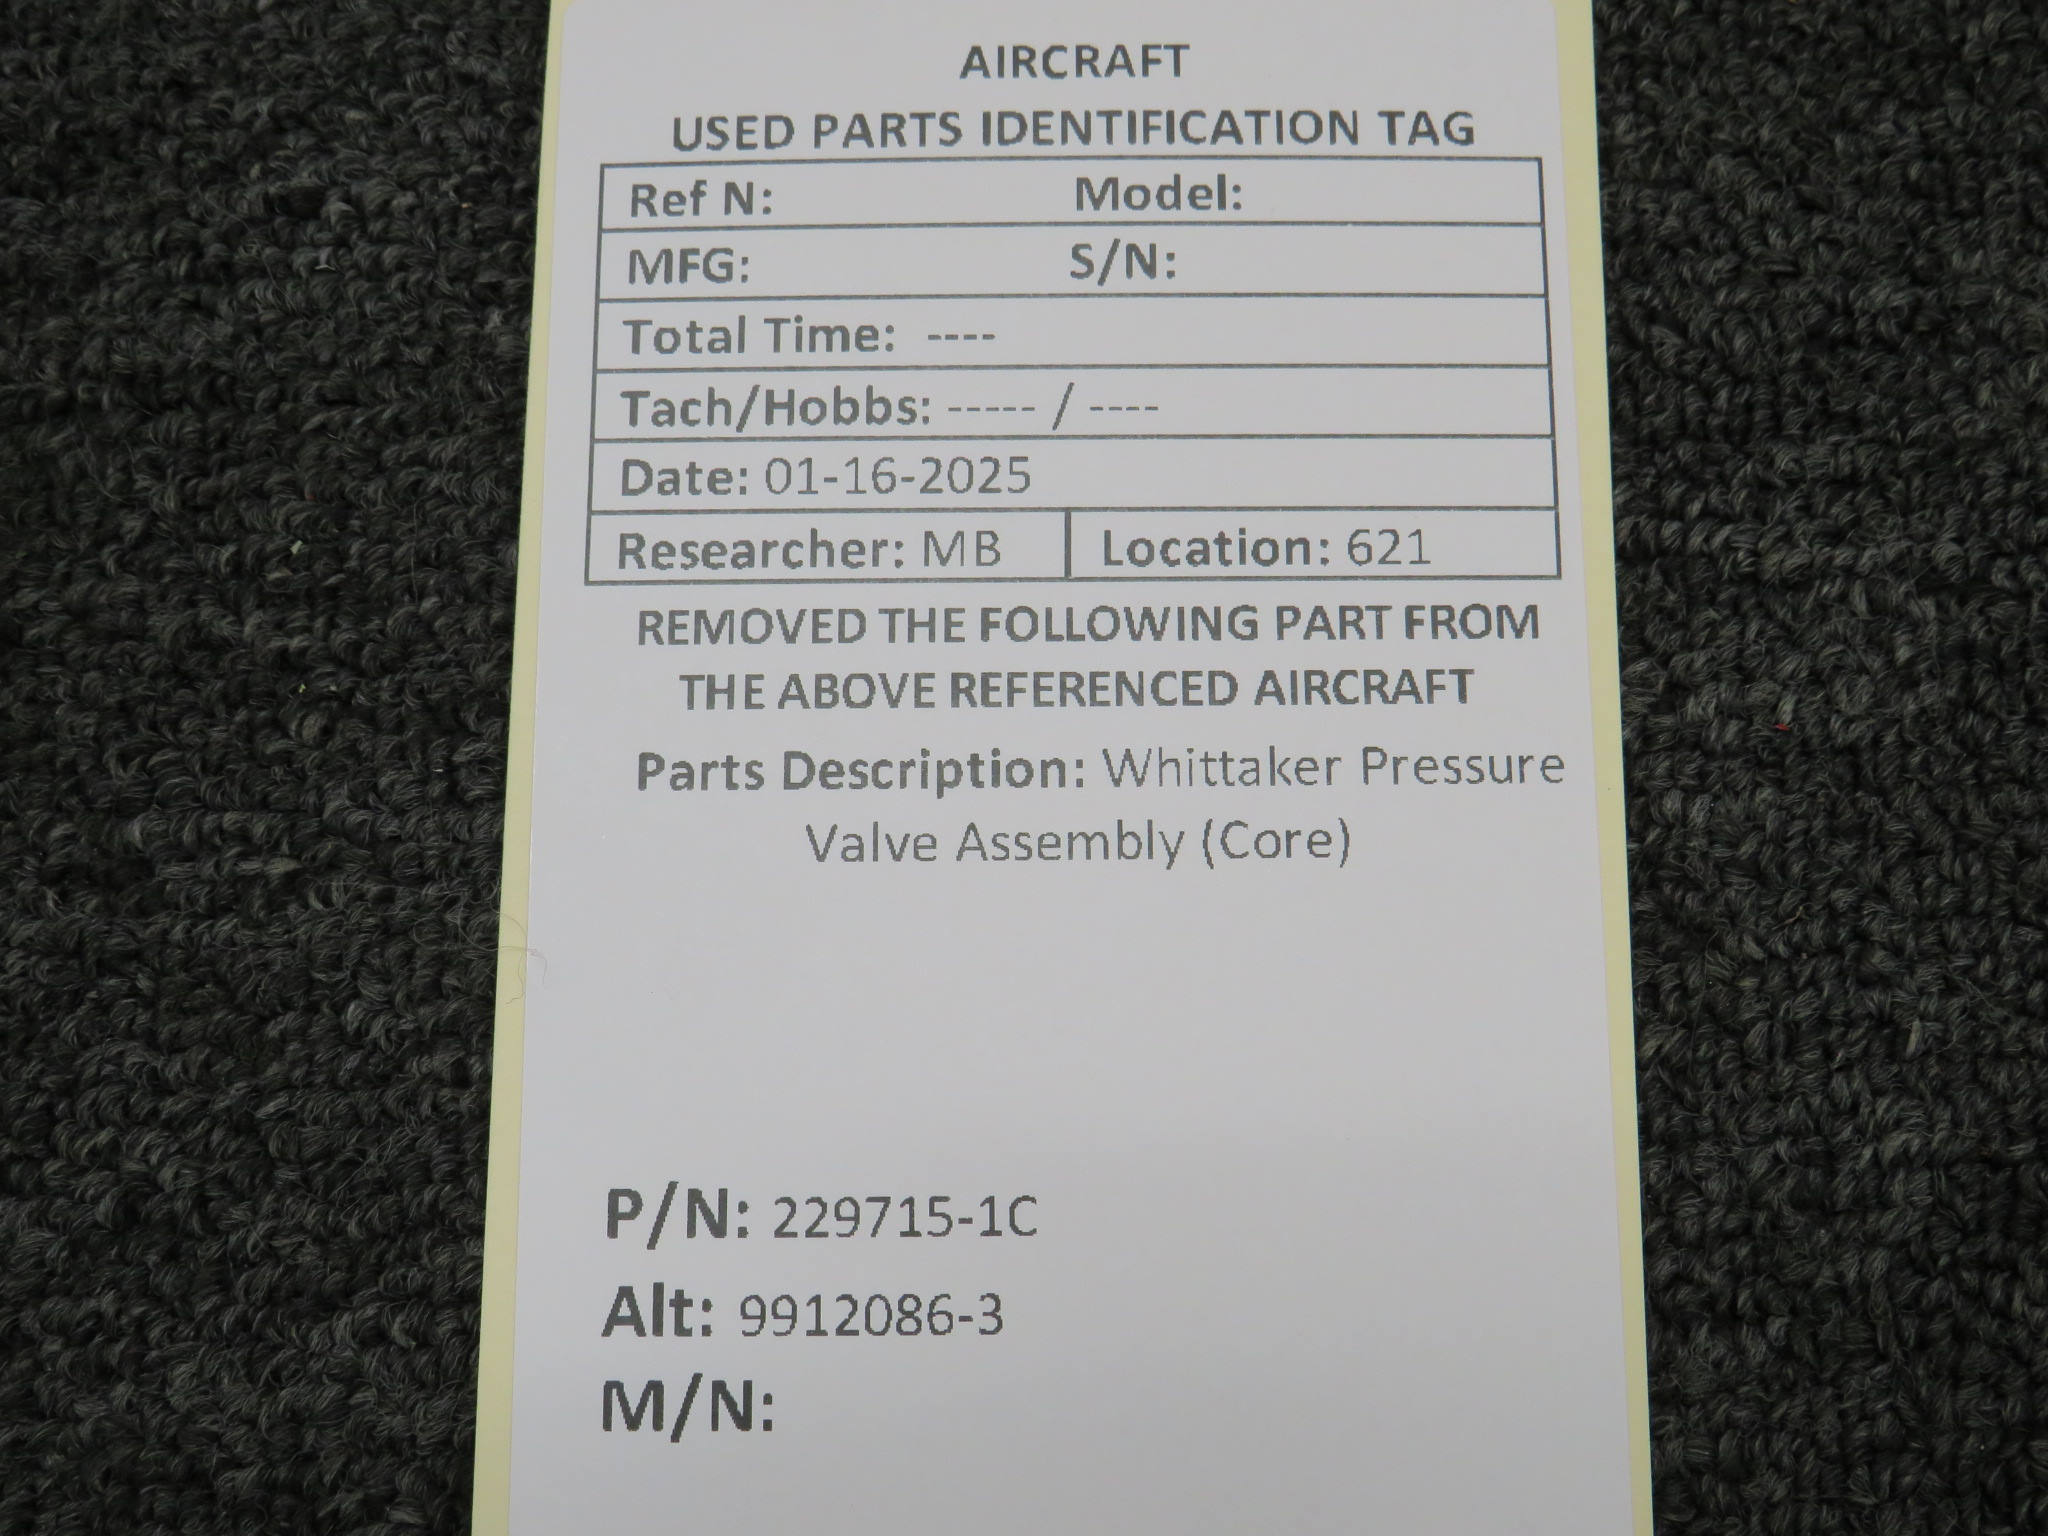 AIRCRAFT
USED PARTS IDENTIFICATION TAG
Ref N: Model:
MFG: S/N:
Total Time: ----
Tach/Hobbs: ----- / ----
Date: 01-16-2025
Researcher: MB Location: 621
REMOVED THE FOLLOWING PART FROM
THE ABOVE REFERENCED AIRCRAFT
Parts Description: Whittaker Pressure
Valve Assembly (Core)
P/N: 229715-1C
Alt: 9912086-3
M/N: